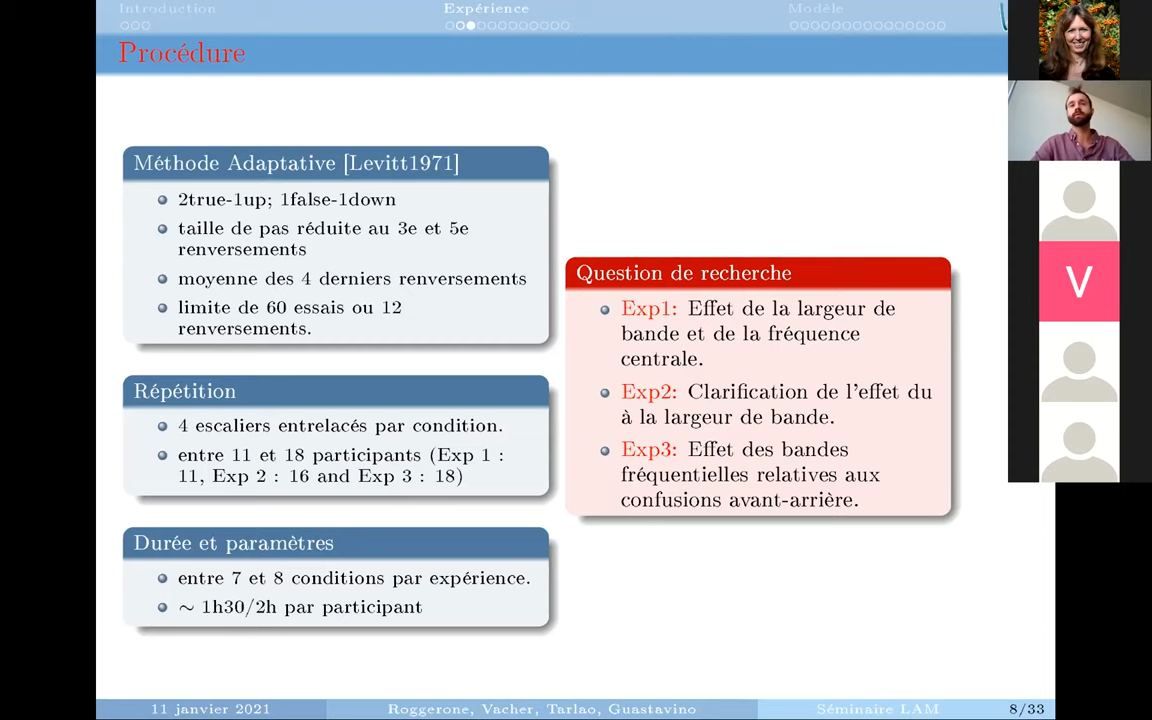 Introduction
Expérience
Modèle
Procédure
Méthode Adaptative [Levitt1971]
2true-1up; 1false-1down
taille de pas réduite au 3e et 5e
renversements
moyenne des 4 derniers renversements
limite de 60 essais ou 12
renversements.
Répétition
4 escaliers entrelacés par condition.
entre 11 et 18 participants (Exp 1 :
11, Exp 2 : 16 and Exp 3 : 18)
Durée et paramètres
entre 7 et 8 conditions par expérience.
∼ 1h30/2h par participant
Question de recherche
Exp1: Effet de la largeur de
bande et de la fréquence
centrale.
Exp2: Clarification de l'effet du
à la largeur de bande.
Exp3: Effet des bandes
fréquentielles relatives aux
confusions avant-arrière.
V
11 janvier 2021
Roggerone, Vacher, Tarlao, Guastavino
Séminaire LAM
8/33